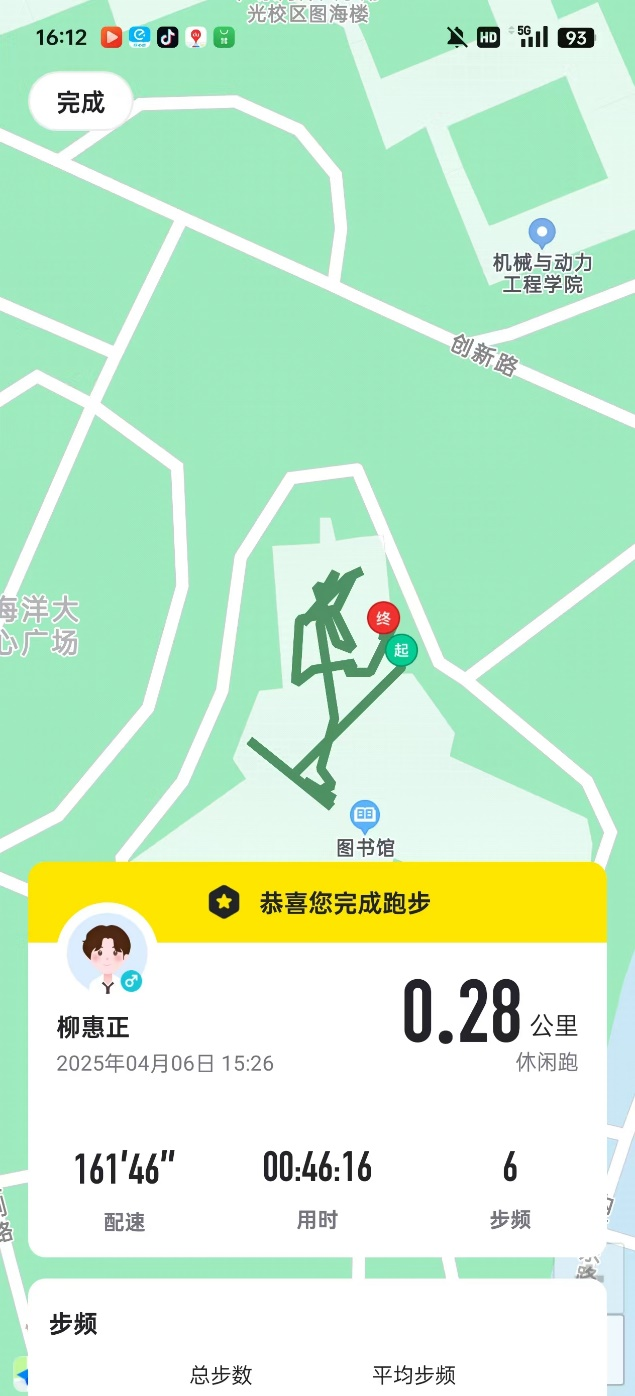 光校区图海楼
16:12
HD
5G
93
完成
机械与动力
工程学院
创新路
海洋大
心广场
终
起
图书馆
恭喜您完成跑步
柳惠正
0.28 公里
2025年04月06日 15:26
休闲跑
161'46"
00:46:16
6
配速
用时
步频
路
路
步频
总步数
平均步频